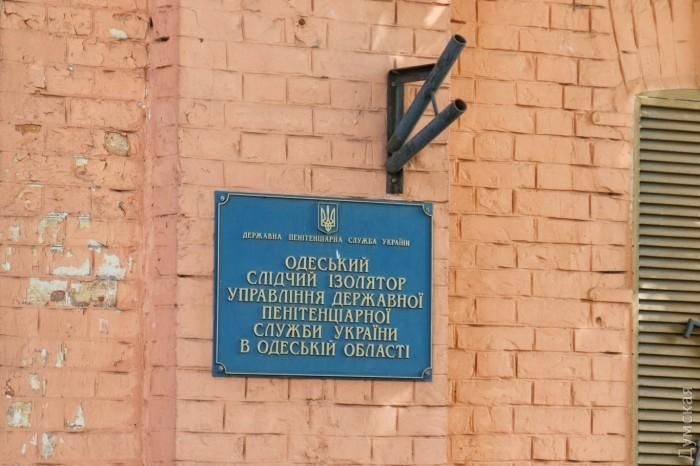 ДЕРЖАВНА ПЕНІТЕНЦІАРНА СЛУЖБА УКРАЇНИ
ОДЕСЬКИЙ
СЛІДЧИЙ ІЗОЛЯТОР
УПРАВЛІННЯ ДЕРЖАВНОЇ
ПЕНІТЕНЦІАРНОЇ
СЛУЖБИ УКРАЇНИ
В ОДЕСЬКІЙ ОБЛАСТІ
Думская